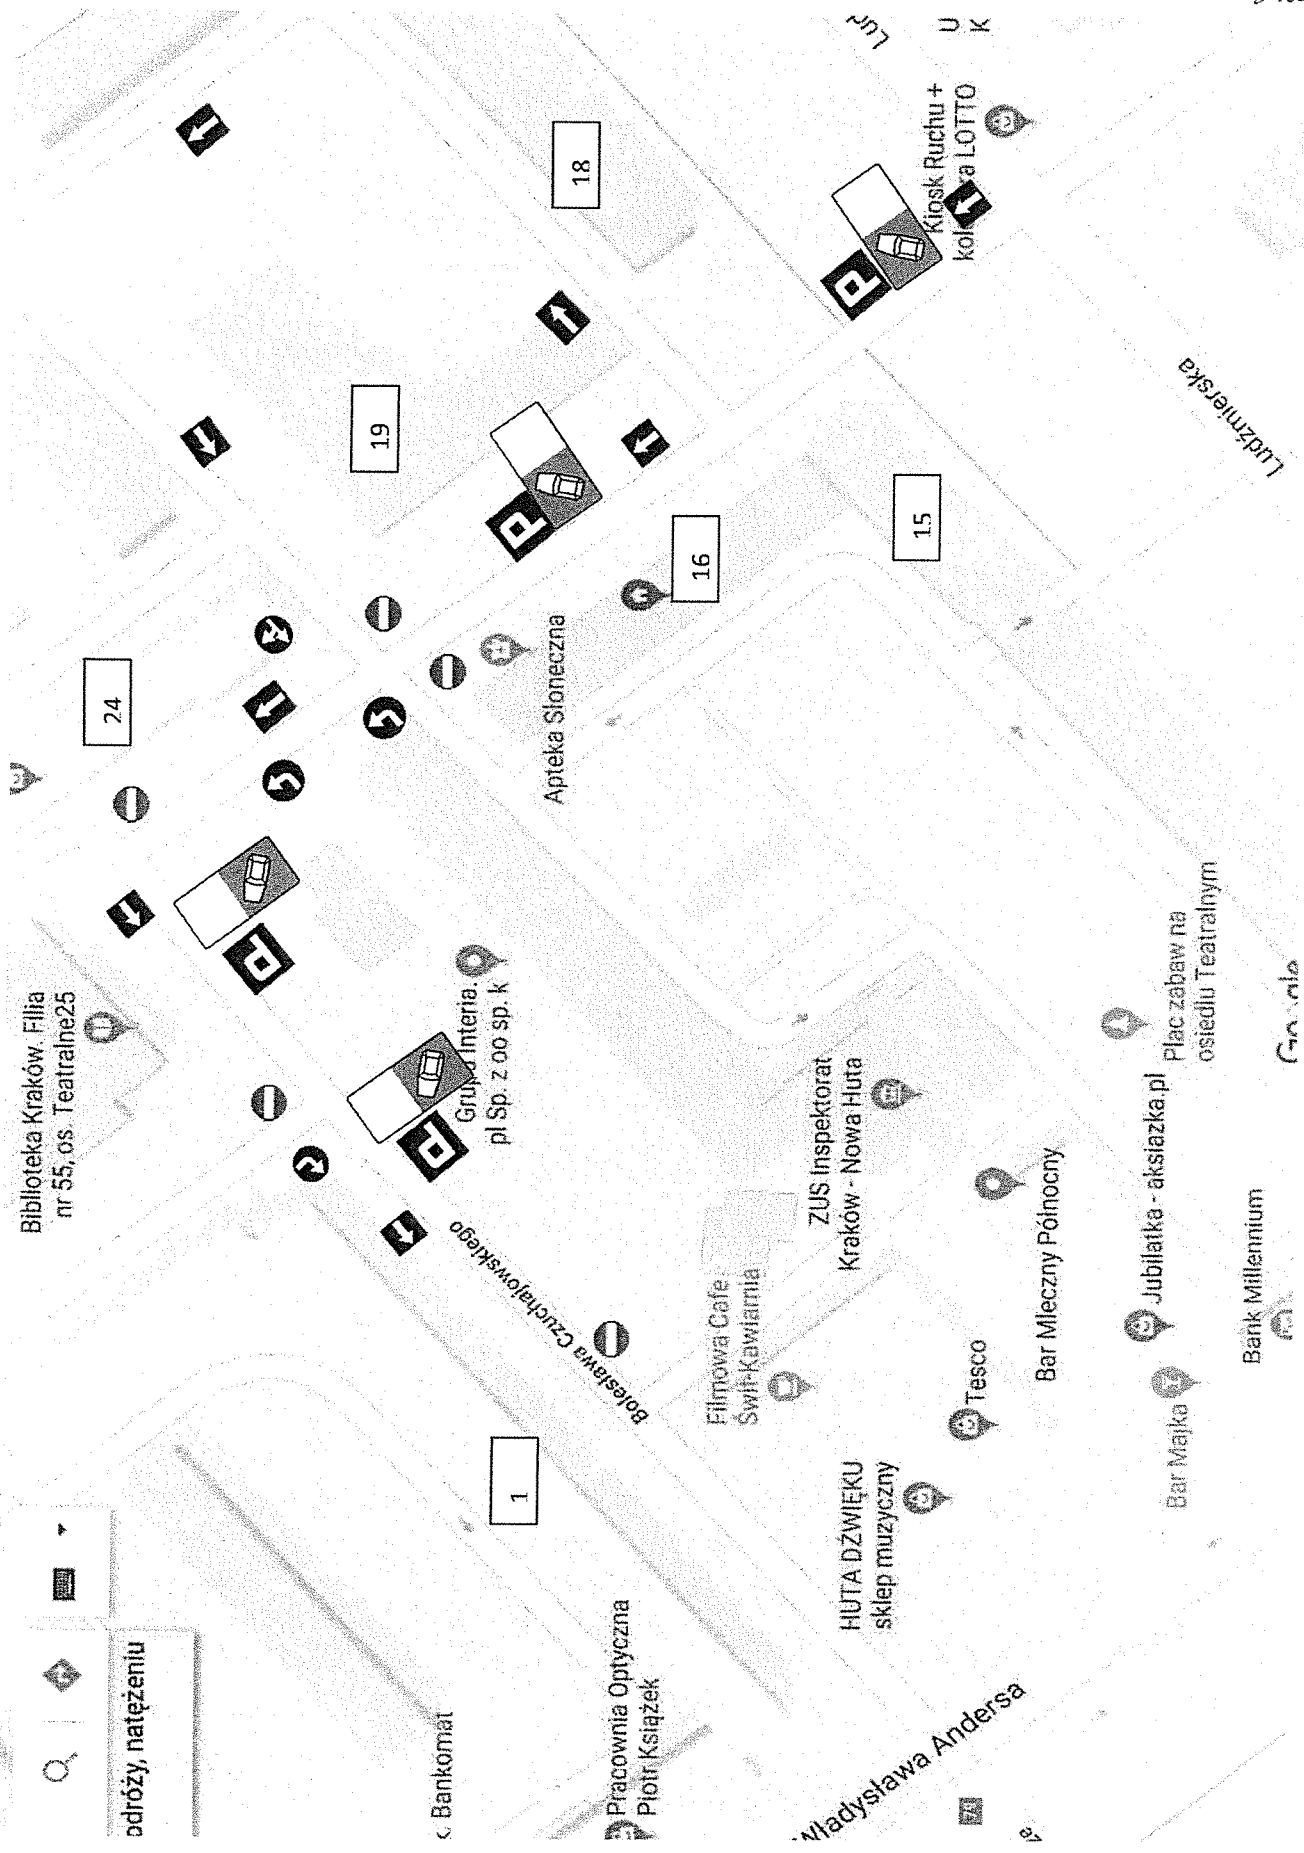 odróży, natężeniu
Biblioteka Kraków. Filia
nr 55, os. Teatralne25
24
19
18
Kiosk Ruchu +
LOTTO
U
K
16
15
1
Apteka Słoneczna
Grupa Interia.
pl Sp. z oo sp. k
Bolesława Czuchajowskiego
Ludźmierska
Bankomat
Pracownia Optyczna
Piotr Książek
Filmowa Cafe.
Świt-Kawiarnia
ZUS Inspektorat
Kraków - Nowa Huta
HUTA DŹWIĘKU
sklep muzyczny
Tesco
Bar Mleczny Północny
Jubilatka - aksiazka.pl
Bar Majka
Bank Millennium
Plac zabaw na
osiedlu Teatralnym
Władysława Andersa
P
P
P
P